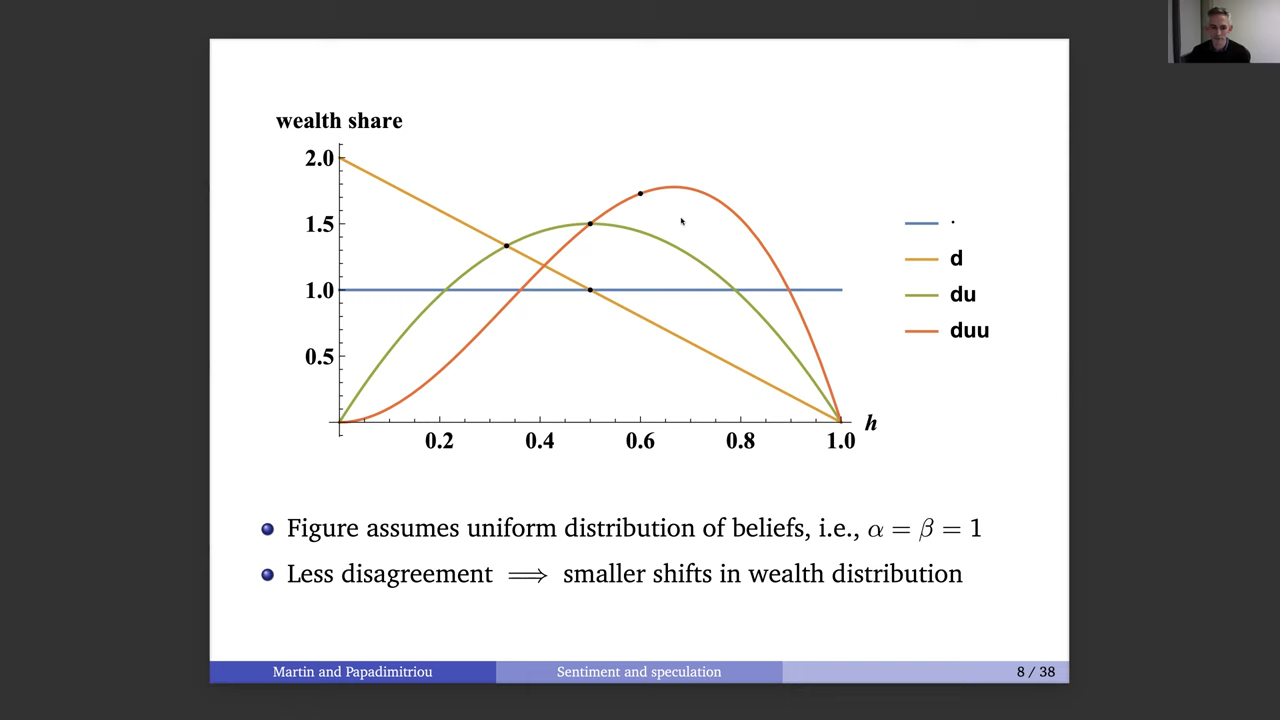 wealth share
2.0
1.5
1.0
0.5
0.2 0.4 0.6 0.8 1.0 h
·
d
du
duu
Figure assumes uniform distribution of beliefs, i.e., α = β = 1
Less disagreement ⟹ smaller shifts in wealth distribution
Martin and Papadimitriou Sentiment and speculation 8 / 38